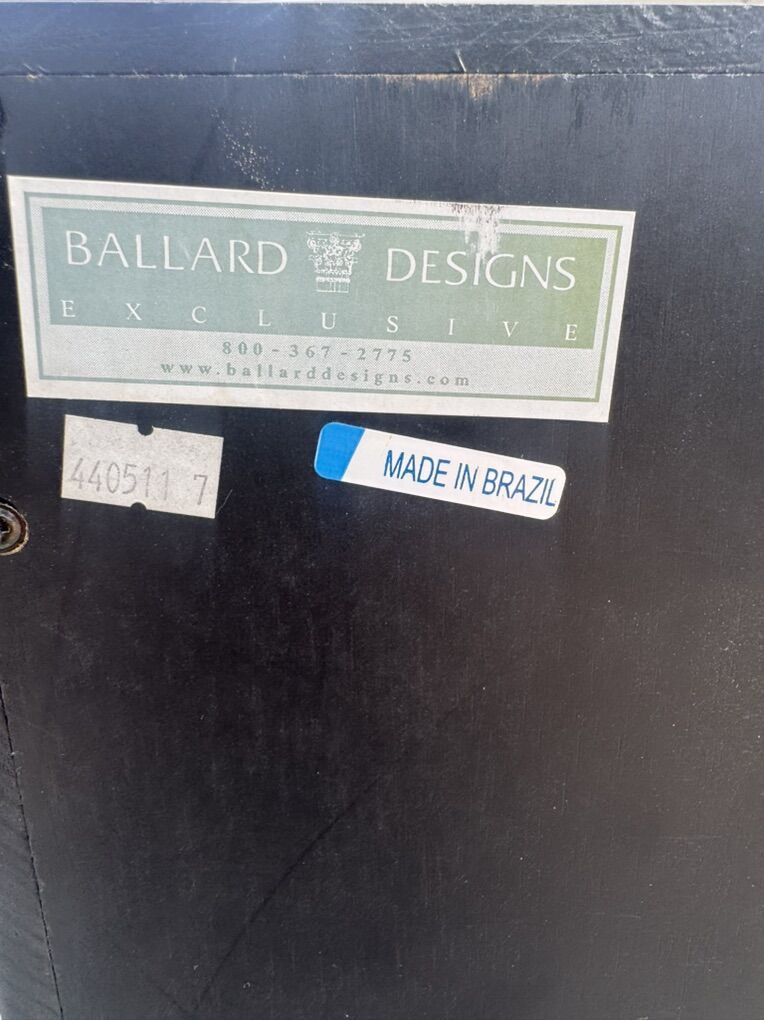 BALLARD DESIGNS
EXCLUSIVE
800-367-2775
www.ballarddesigns.com
440511 7
MADE IN BRAZIL